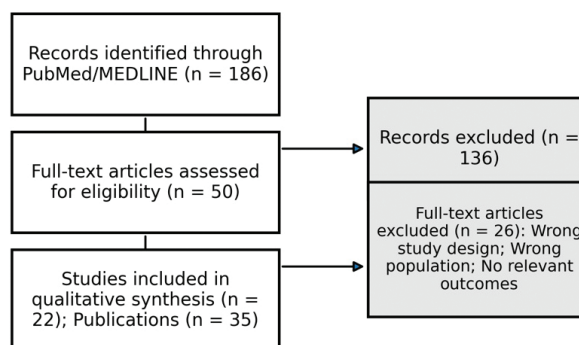 Records identified through
PubMed/MEDLINE (n = 186)
Full-text articles assessed
for eligibility (n = 50)
Records excluded (n =
136)
Studies included in
qualitative synthesis (n =
22); Publications (n = 35)
Full-text articles
excluded (n = 26): Wrong
study design; Wrong
population; No relevant
outcomes